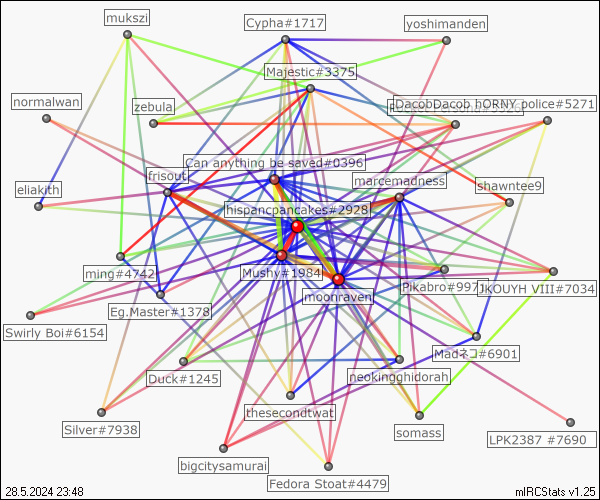 mukszi
Cypha#1717
yoshimanden
Majestic#3375
normalwan
zebula
DacobDacob hORNY police#5271
Can anything be saved#0396
frisout
marcemadness
eliakith
shawntee9
hispancpancakes#2928
ming#4742
Mushy#1984
moonraven
Pikabro#997
JKOUYH VIII#7034
Eg.Master#1378
Swirly Boi#6154
Madネコ#6901
Duck#1245
neokingghidorah
thesecondtwat
Silver#7938
somass
LPK2387 #7690
bigcitysamurai
Fedora Stoat#4479
28.5.2024 23:48
mIRCStats v1.25